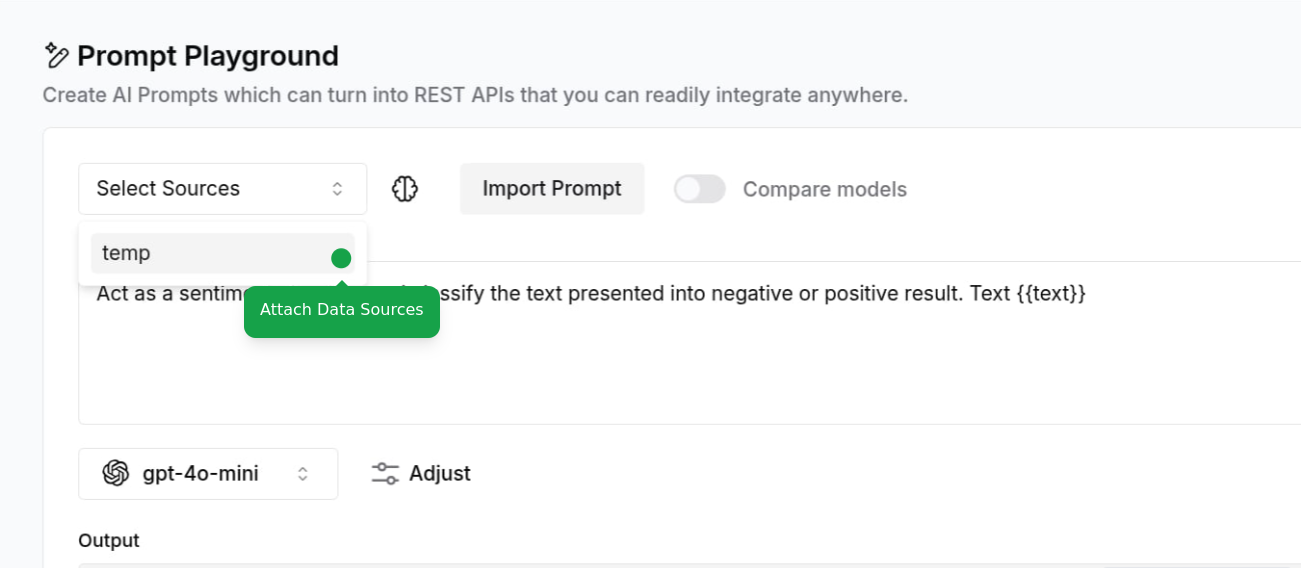 Prompt Playground
Create AI Prompts which can turn into REST APIs that you can readily integrate anywhere.
Select Sources
Import Prompt
Compare models
temp
Act as a sentim ssify the text presented into negative or positive result. Text {{text}}
Attach Data Sources
gpt-4o-mini
Adjust
Output